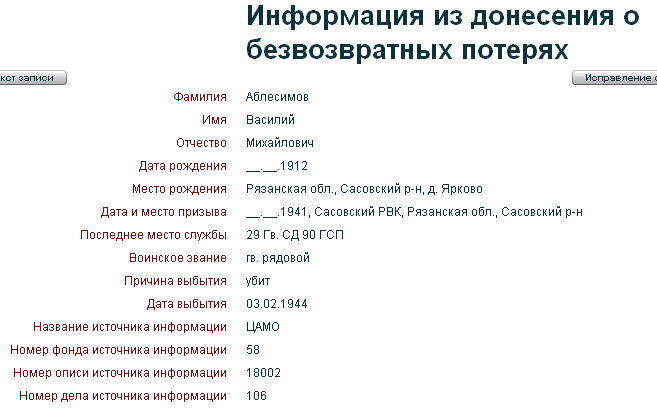 Информация из донесения о
безвозвратных потерях
кст записи
Исправление о
Фамилия Аблесимов
Имя Василий
Отчество Михайлович
Дата рождения __.__.1912
Место рождения Рязанская обл., Сасовский р-н, д. Ярково
Дата и место призыва __.__.1941, Сасовский РВК, Рязанская обл., Сасовский р-н
Последнее место службы 29 Гв. СД 90 ГСП
Воинское звание гв. рядовой
Причина выбытия убит
Дата выбытия 03.02.1944
Название источника информации ЦАМО
Номер фонда источника информации 58
Номер описи источника информации 18002
Номер дела источника информации 106